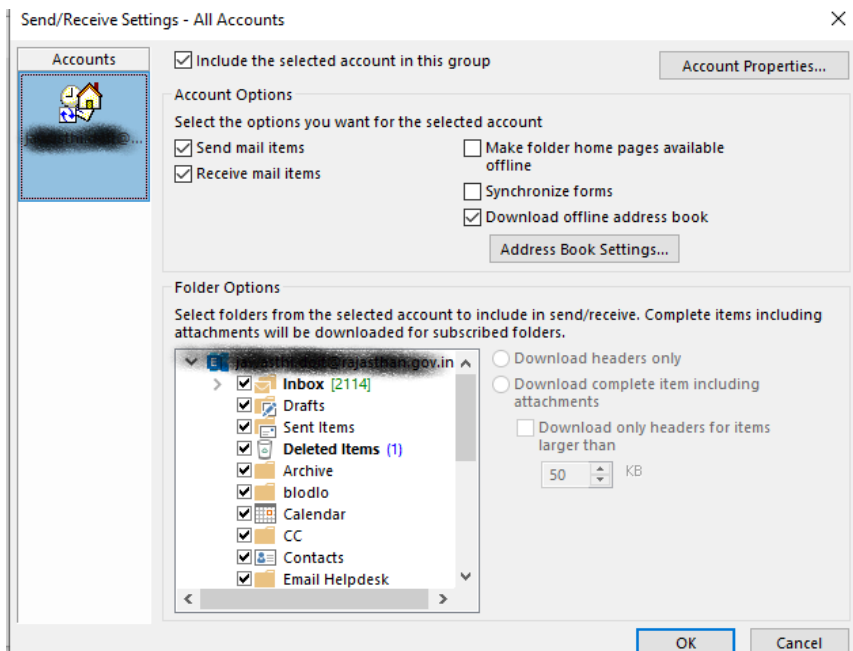 Send/Receive Settings - All Accounts
Accounts
Include the selected account in this group
Account Properties...
Account Options
Select the options you want for the selected account
Send mail items
Receive mail items
Make folder home pages available
offline
Synchronize forms
Download offline address book
Address Book Settings...
Folder Options
Select folders from the selected account to include in send/receive. Complete items including
attachments will be downloaded for subscribed folders.
@rajasthan.gov.in
Inbox [2114]
Drafts
Sent Items
Deleted Items (1)
Archive
blodlo
Calendar
CC
Contacts
Email Helpdesk
Download headers only
Download complete item including
attachments
Download only headers for items
larger than
50 KB
OK
Cancel